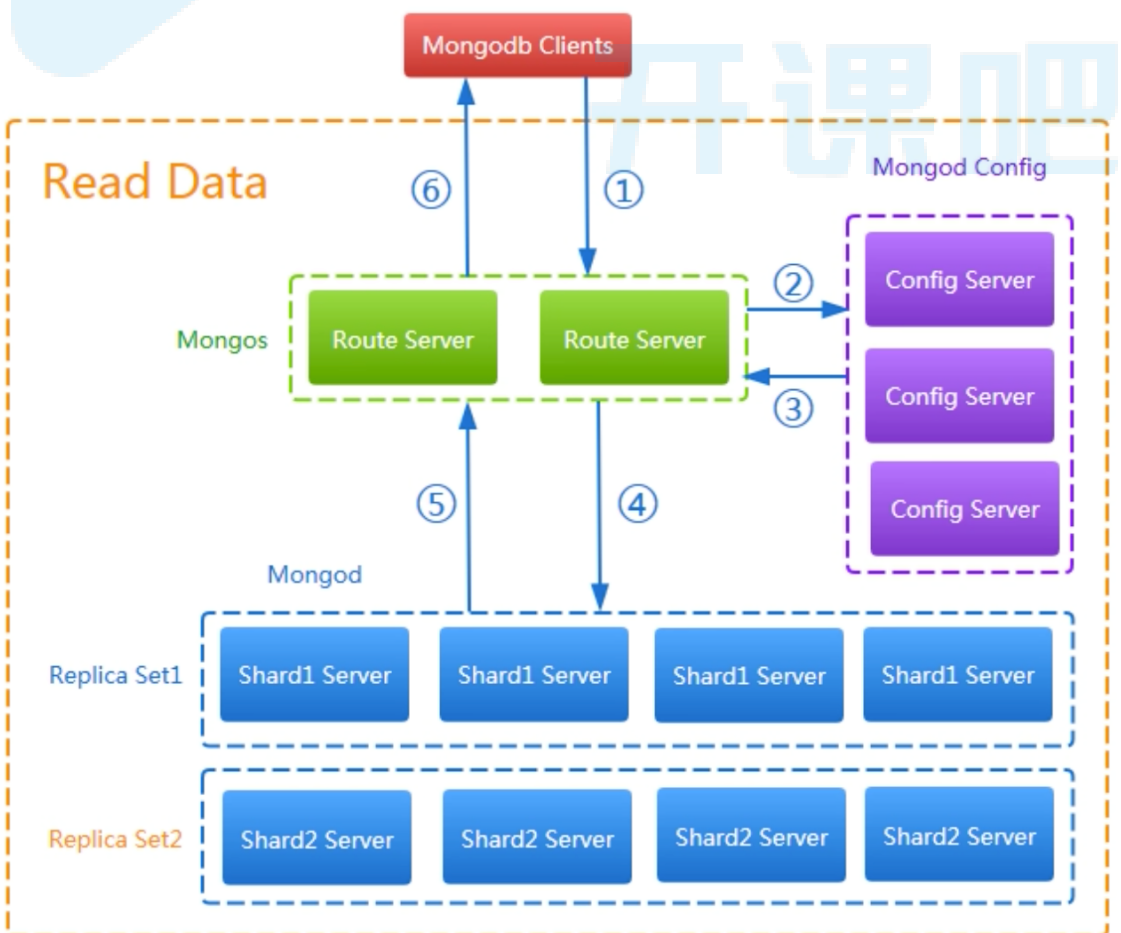 Mongodb Clients
开课吧
Read Data
Mongod Config
⑥
①
Config Server
②
Mongos
Route Server
Route Server
Config Server
③
Config Server
⑤
④
Mongod
Replica Set1
Shard1 Server
Shard1 Server
Shard1 Server
Shard1 Server
Replica Set2
Shard2 Server
Shard2 Server
Shard2 Server
Shard2 Server